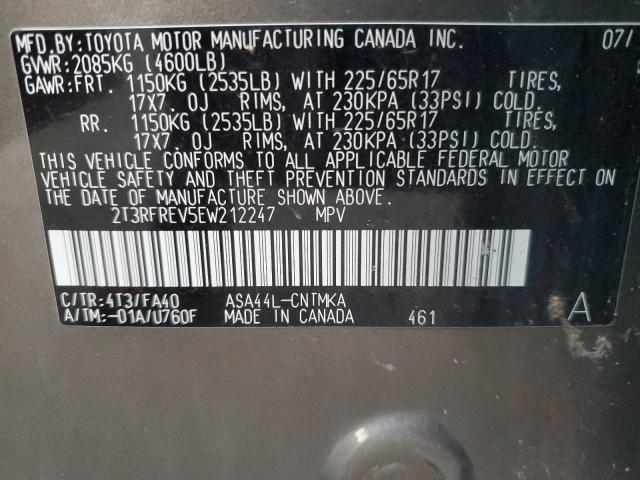 MFD.BY:TOYOTA MOTOR MANUFACTURING CANADA INC. 07/
GVWR:2085KG (4600LB)
GAWR:FRT. 1150KG (2535LB) WITH 225/65R17 TIRES,
17X7.0J RIMS, AT 230KPA (33PSI) COLD.
RR. 1150KG (2535LB) WITH 225/65R17 TIRES,
17X7.0J RIMS, AT 230KPA (33PSI) COLD.
THIS VEHICLE CONFORMS TO ALL APPLICABLE FEDERAL MOTOR
VEHICLE SAFETY AND THEFT PREVENTION STANDARDS IN EFFECT ON
THE DATE OF MANUFACTURE SHOWN ABOVE.
2T3RFREV5EW212247 MPV
C/TR:4T3/FA40 ASA44L-CNTMKA
A/TM:-01A/U760F MADE IN CANADA 461 A